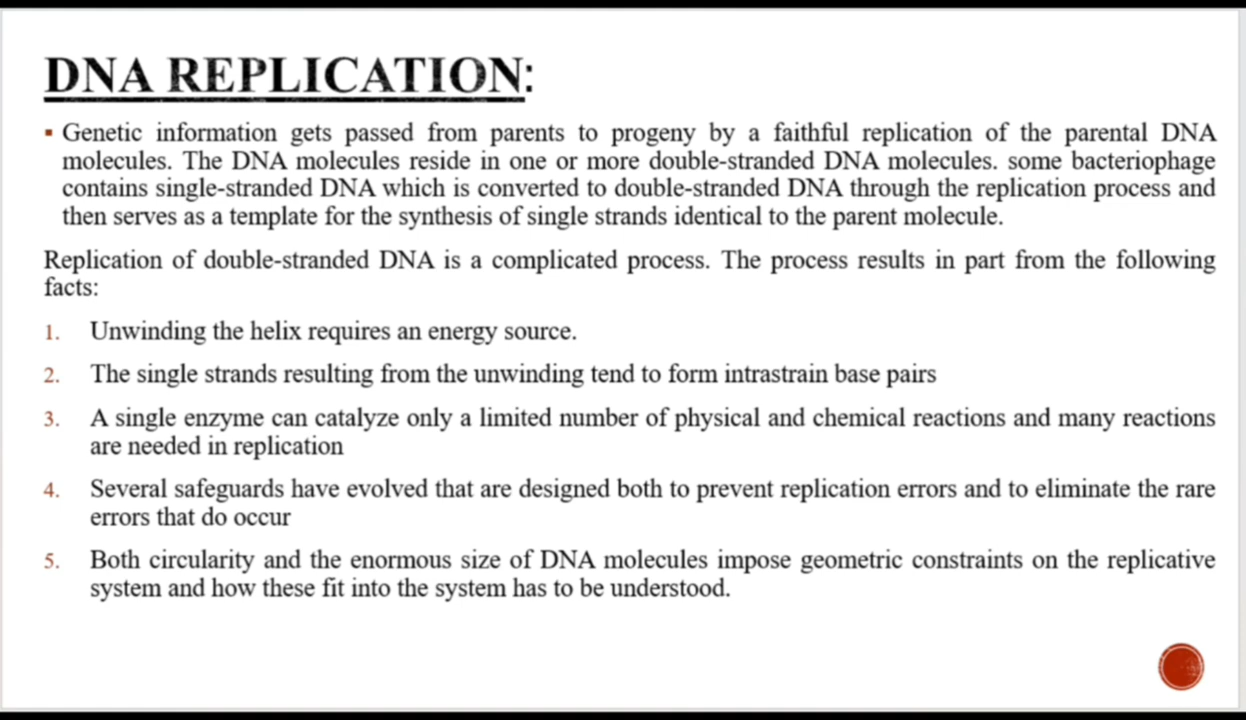 DNA REPLICATION:
▪ Genetic information gets passed from parents to progeny by a faithful replication of the parental DNA
molecules. The DNA molecules reside in one or more double-stranded DNA molecules. some bacteriophage
contains single-stranded DNA which is converted to double-stranded DNA through the replication process and
then serves as a template for the synthesis of single strands identical to the parent molecule.
Replication of double-stranded DNA is a complicated process. The process results in part from the following
facts:
1. Unwinding the helix requires an energy source.
2. The single strands resulting from the unwinding tend to form intrastrain base pairs
3. A single enzyme can catalyze only a limited number of physical and chemical reactions and many reactions
are needed in replication
4. Several safeguards have evolved that are designed both to prevent replication errors and to eliminate the rare
errors that do occur
5. Both circularity and the enormous size of DNA molecules impose geometric constraints on the replicative
system and how these fit into the system has to be understood.